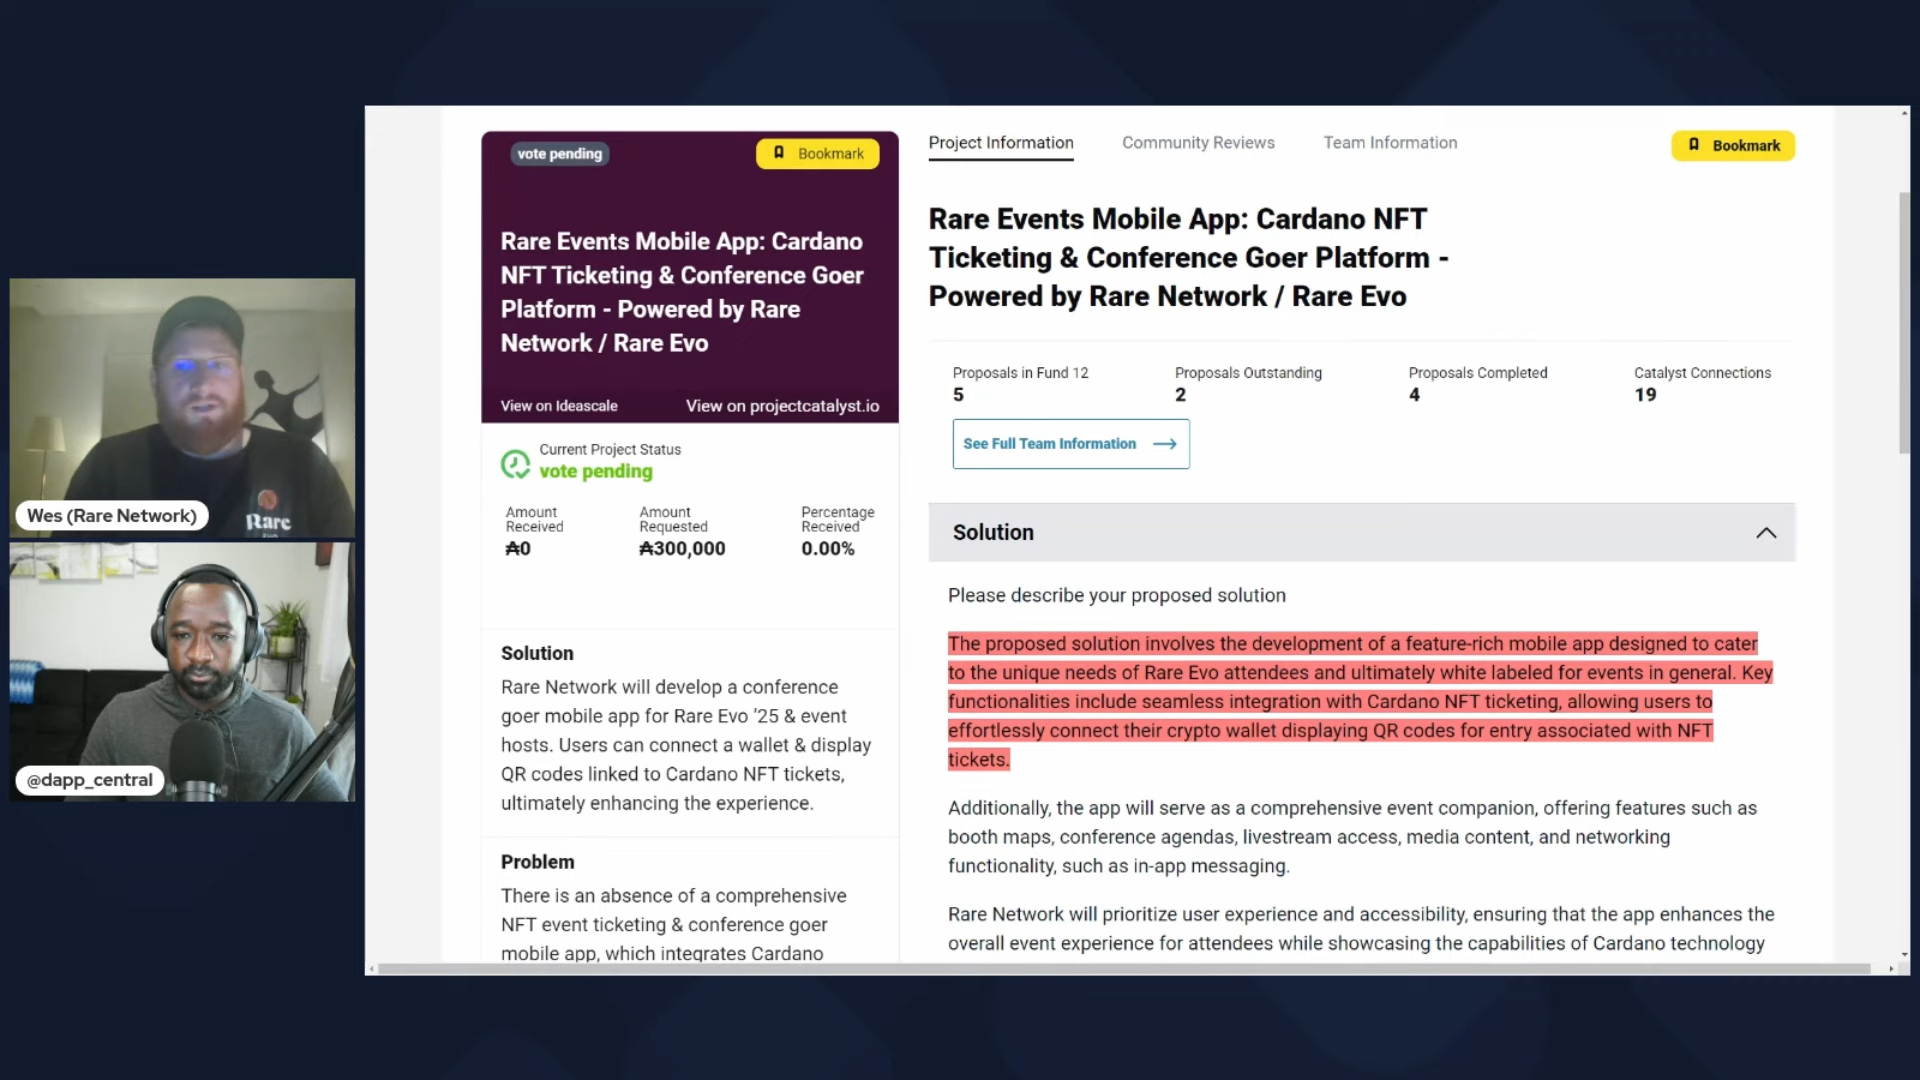 vote pending
Bookmark
Rare Events Mobile App: Cardano
NFT Ticketing & Conference Goer
Platform - Powered by Rare
Network / Rare Evo
View on Ideascale
View on projectcatalyst.io
Current Project Status
vote pending
Amount
Received
₳0
Amount
Requested
₳300,000
Percentage
Received
0.00%
Solution
Rare Network will develop a conference
goer mobile app for Rare Evo '25 & event
hosts. Users can connect a wallet & display
QR codes linked to Cardano NFT tickets,
ultimately enhancing the experience.
Problem
There is an absence of a comprehensive
NFT event ticketing & conference goer
mobile app, which integrates Cardano
Project Information
Community Reviews
Team Information
Bookmark
Rare Events Mobile App: Cardano NFT
Ticketing & Conference Goer Platform -
Powered by Rare Network / Rare Evo
Proposals in Fund 12
5
Proposals Outstanding
2
Proposals Completed
4
Catalyst Connections
19
See Full Team Information
Solution
Please describe your proposed solution
The proposed solution involves the development of a feature-rich mobile app designed to cater
to the unique needs of Rare Evo attendees and ultimately white labeled for events in general. Key
functionalities include seamless integration with Cardano NFT ticketing, allowing users to
effortlessly connect their crypto wallet displaying QR codes for entry associated with NFT
tickets.
Additionally, the app will serve as a comprehensive event companion, offering features such as
booth maps, conference agendas, livestream access, media content, and networking
functionality, such as in-app messaging.
Rare Network will prioritize user experience and accessibility, ensuring that the app enhances the
overall event experience for attendees while showcasing the capabilities of Cardano technology
Wes (Rare Network)
Rare
@dapp_central